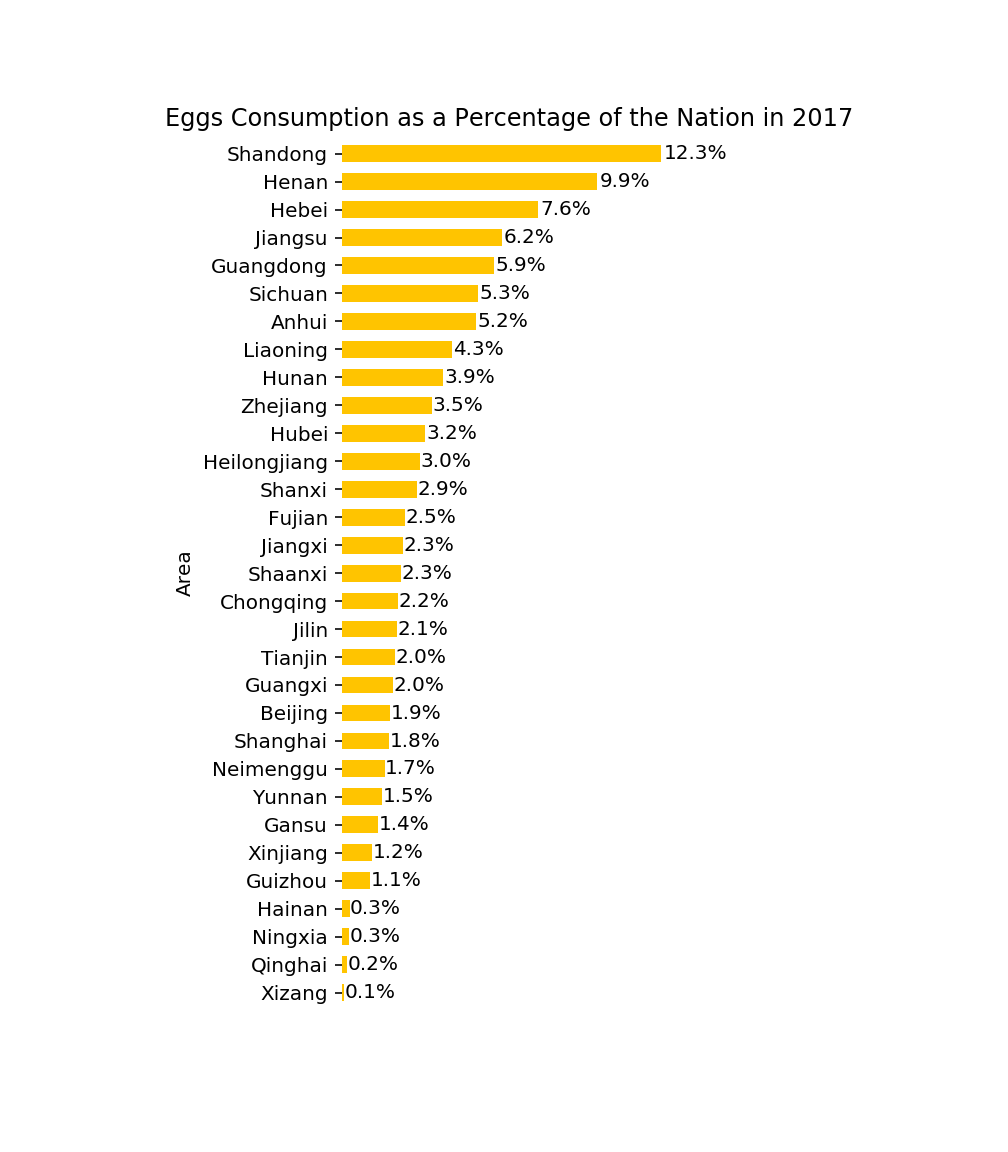 Eggs Consumption as a Percentage of the Nation in 2017
Shandong 12.3%
Henan 9.9%
Hebei 7.6%
Jiangsu 6.2%
Guangdong 5.9%
Sichuan 5.3%
Anhui 5.2%
Liaoning 4.3%
Hunan 3.9%
Zhejiang 3.5%
Hubei 3.2%
Heilongjiang 3.0%
Shanxi 2.9%
Fujian 2.5%
Jiangxi 2.3%
Shaanxi 2.3%
Chongqing 2.2%
Jilin 2.1%
Tianjin 2.0%
Guangxi 2.0%
Beijing 1.9%
Shanghai 1.8%
Neimenggu 1.7%
Yunnan 1.5%
Gansu 1.4%
Xinjiang 1.2%
Guizhou 1.1%
Hainan 0.3%
Ningxia 0.3%
Qinghai 0.2%
Xizang 0.1%
Area